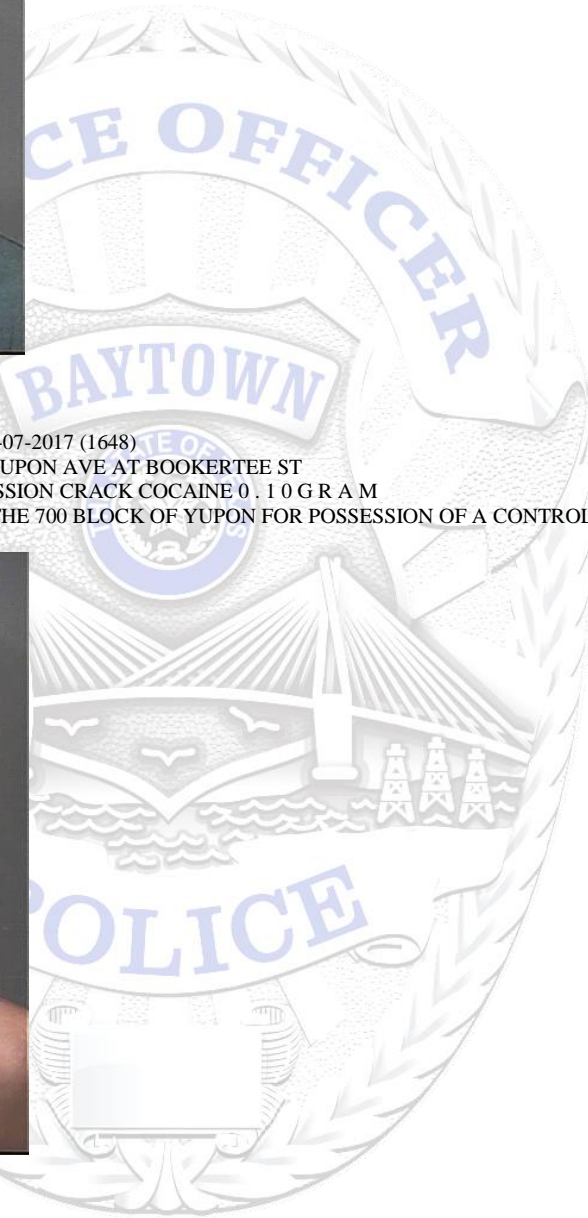 CE OFFICER
BAYTOWN
-07-2017 (1648)
YUPON AVE AT BOOKERTEE ST
SSION CRACK COCAINE 0 . 1 0 G R A M
THE 700 BLOCK OF YUPON FOR POSSESSION OF A CONTROL
POLICE